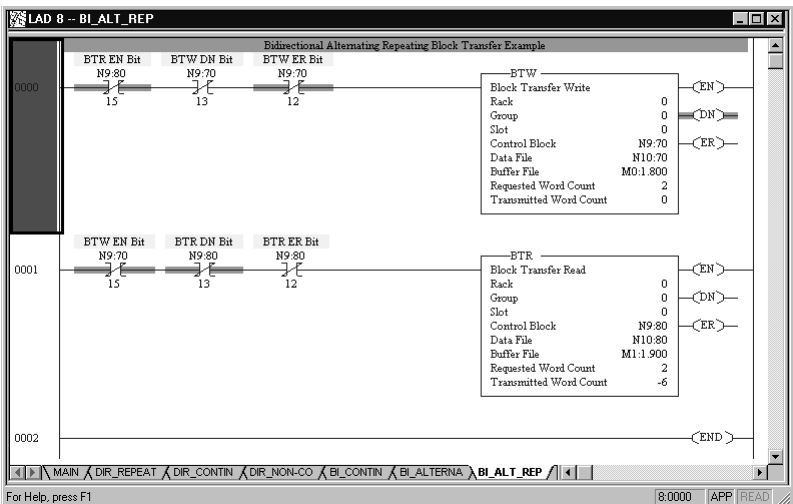 LAD 8 -- BI_ALT_REP
Bidirectional Alternating Repeating Block Transfer Example
BTR EN Bit BTW DN Bit BTW ER Bit
N9:80 N9:70 N9:70
15 13 12
0000
BTW
Block Transfer Write
Rack 0
Group 0
Slot 0
Control Block N9:70
Data File N10:70
Buffer File M0:1.800
Requested Word Count 2
Transmitted Word Count 0
EN
DN
ER
BTW EN Bit BTR DN Bit BTR ER Bit
N9:70 N9:80 N9:80
15 13 12
0001
BTR
Block Transfer Read
Rack 0
Group 0
Slot 0
Control Block N9:80
Data File N10:80
Buffer File M1:1.900
Requested Word Count 2
Transmitted Word Count -6
EN
DN
ER
0002
END
MAIN DIR_REPEAT DIR_CONTIN DIR_NON-CO BI_CONTIN BI_ALTERNA BI_ALT_REP
For Help, press F1 8:0000 APP READ